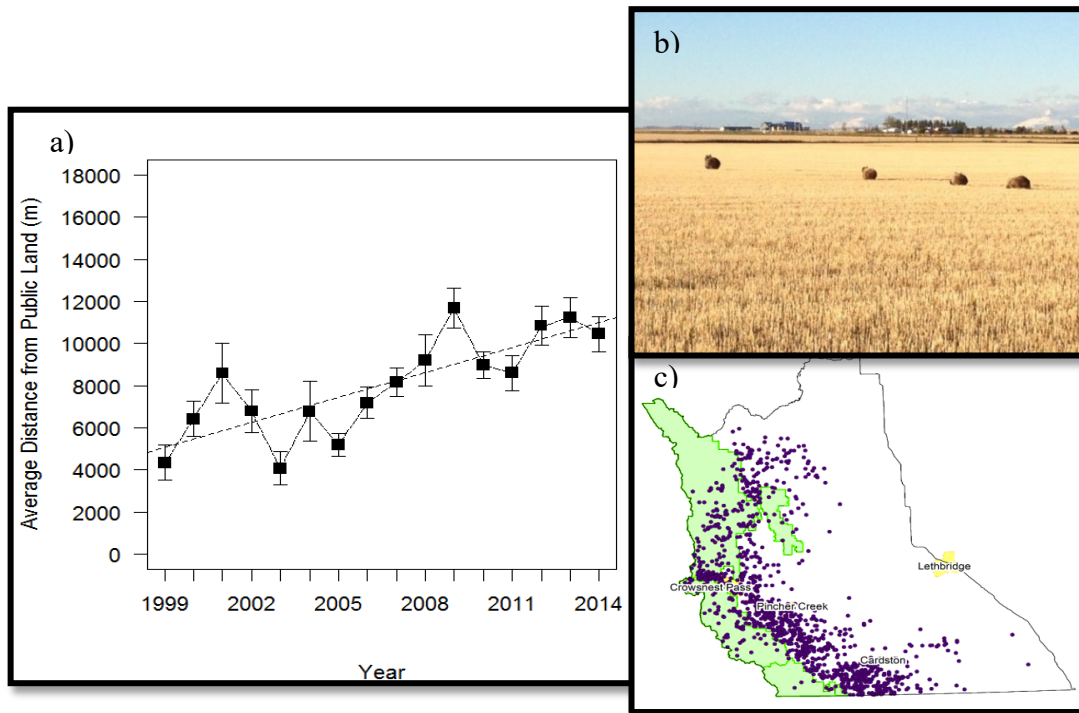 a)
Average Distance from Public Land (m)
18000
16000
14000
12000
10000
8000
6000
4000
2000
0
1999
2002
2005
2008
2011
2014
Year
b)
c)
Lethbridge
Crowsnest Pass
Pincher Creek
Cardston